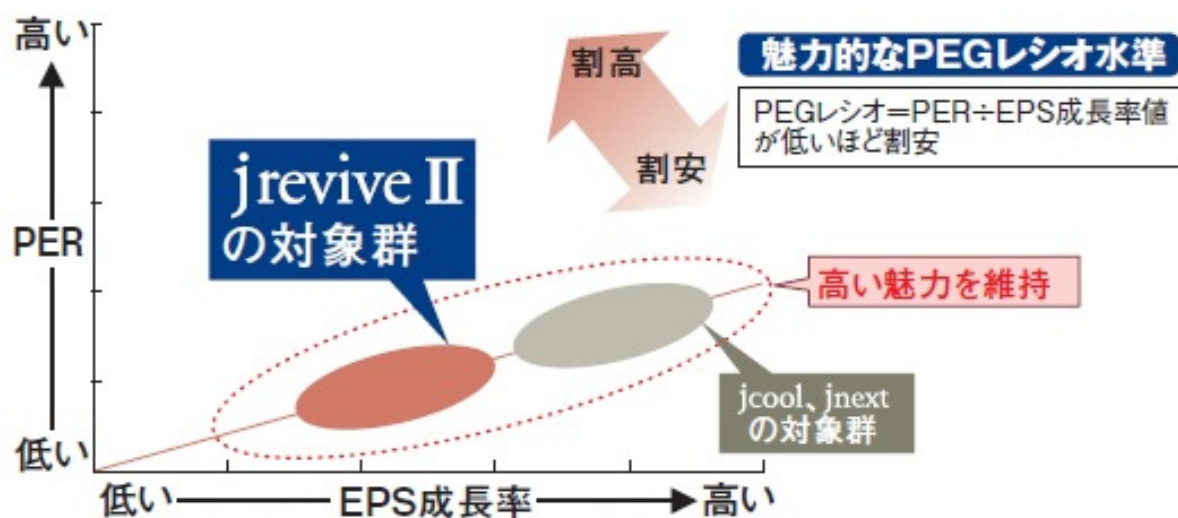 高い
PER
低い
低い
EPS成長率
高い
jrevive II
の対象群
割高
割安
魅力的なPEGレシオ水準
PEGレシオ=PER÷EPS成長率値
が低いほど割安
高い魅力を維持
jcool、jnext
の対象群